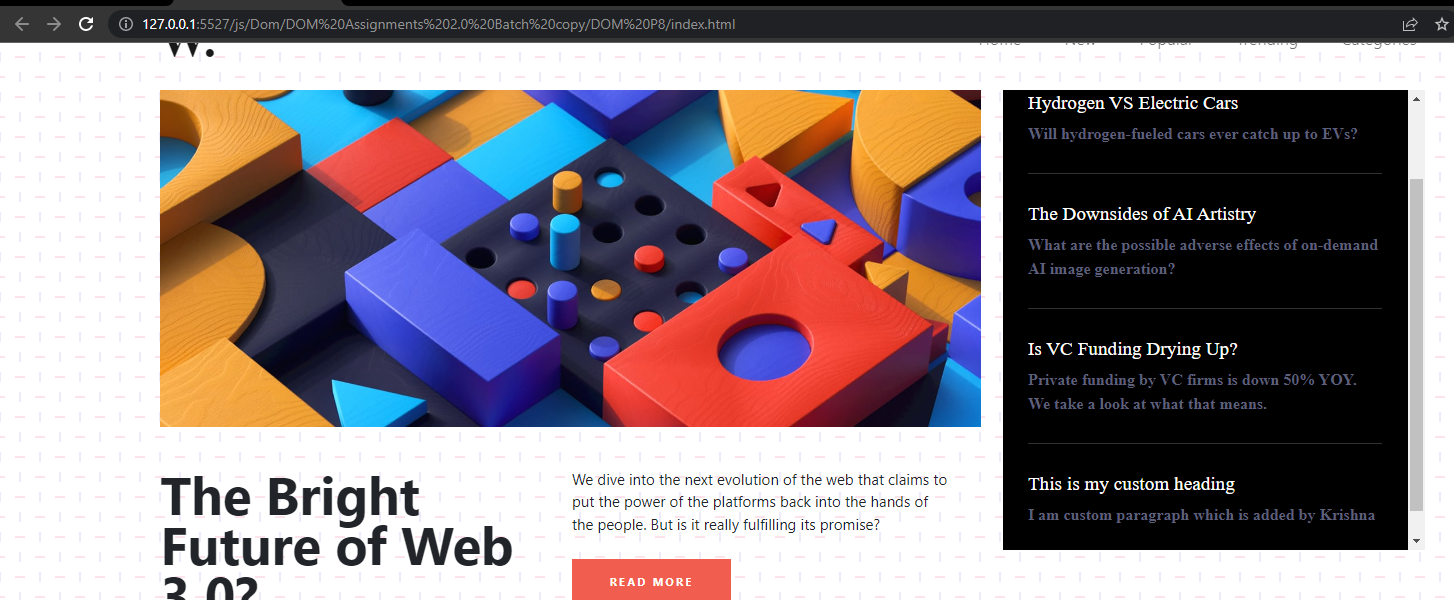 127.0.0.1:5527/js/Dom/DOM%20Assignments%202.0%20Batch%20copy/DOM%20P8/index.html
W.
Home New Popular Trending Categories
Hydrogen VS Electric Cars
Will hydrogen-fueled cars ever catch up to EVs?
The Downsides of AI Artistry
What are the possible adverse effects of on-demand
AI image generation?
Is VC Funding Drying Up?
Private funding by VC firms is down 50% YOY.
We take a look at what that means.
This is my custom heading
I am custom paragraph which is added by Krishna
The Bright
Future of Web
3.0?
We dive into the next evolution of the web that claims to
put the power of the platforms back into the hands of
the people. But is it really fulfilling its promise?
READ MORE